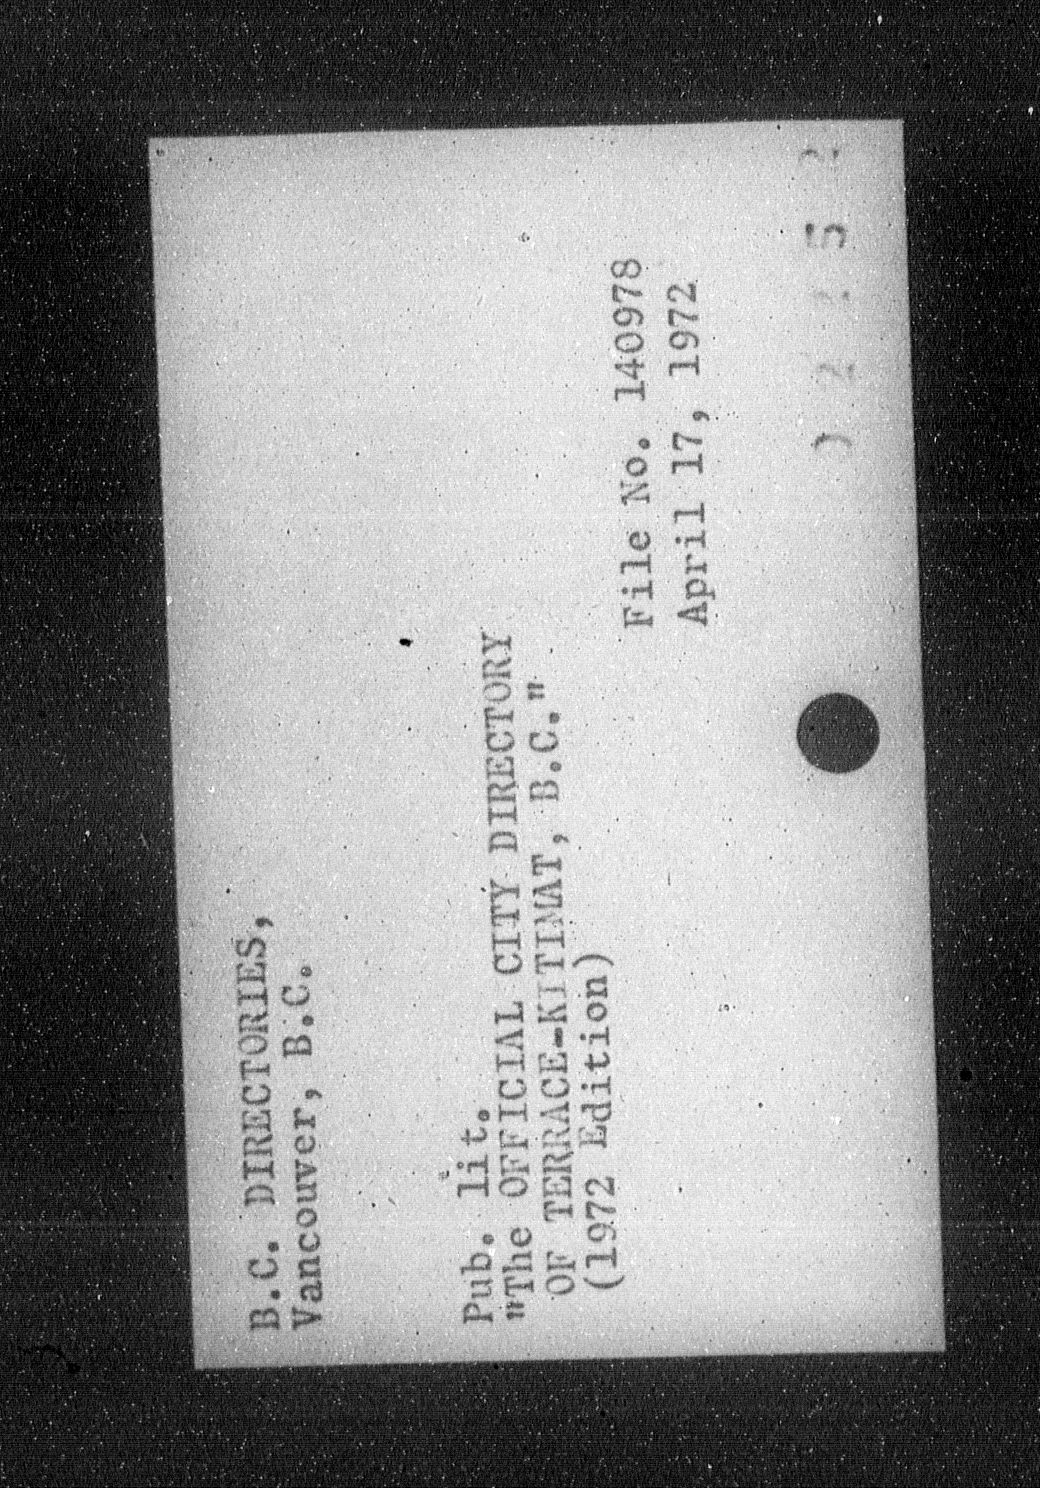 B.C. DIRECTORIES,
Vancouver, B.C.
Pub. lit.
"The OFFICIAL CITY DIRECTORY
OF TERRACE-KITIMAT, B.C."
(1972 Edition)
File No. 140978
April 17, 1972